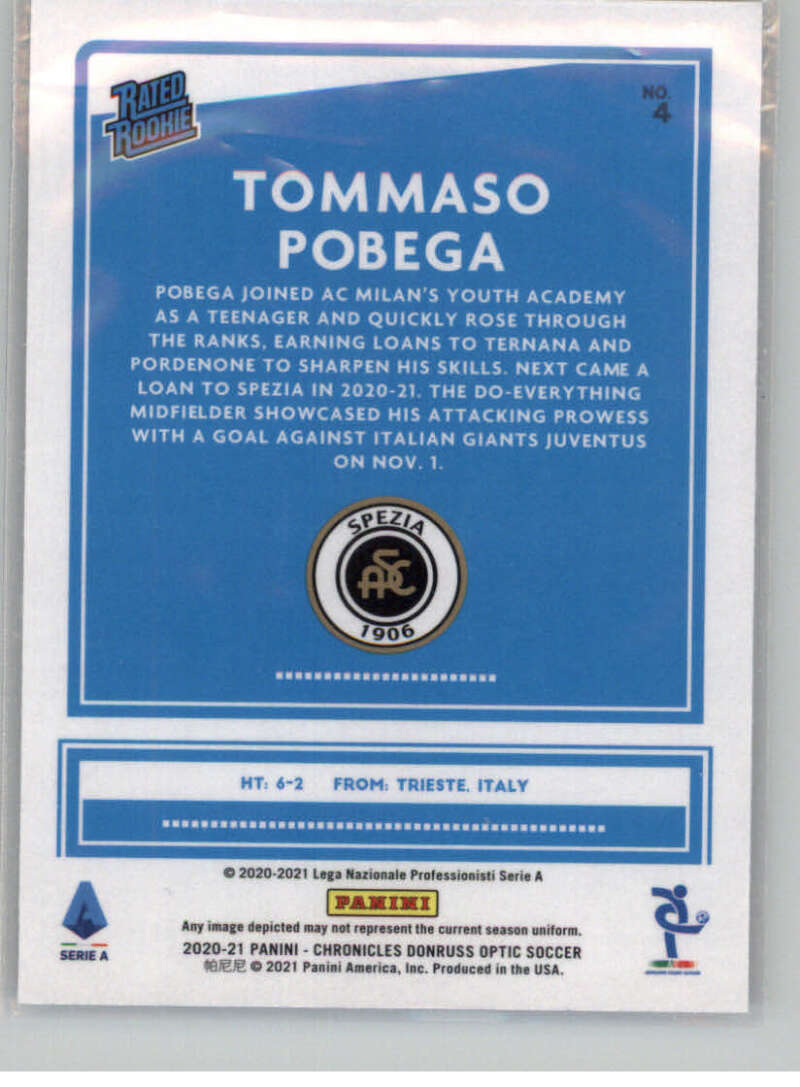 RATED
ROOKIE
NO.
4
TOMMASO
POBEGA
POBEGA JOINED AC MILAN'S YOUTH ACADEMY
AS A TEENAGER AND QUICKLY ROSE THROUGH
THE RANKS, EARNING LOANS TO TERNANA AND
PORDENONE TO SHARPEN HIS SKILLS. NEXT CAME A
LOAN TO SPEZIA IN 2020-21. THE DO-EVERYTHING
MIDFIELDER SHOWCASED HIS ATTACKING PROWESS
WITH A GOAL AGAINST ITALIAN GIANTS JUVENTUS
ON NOV. 1.
SPEZIA
ASC
1906
HT: 6-2 FROM: TRIESTE, ITALY
© 2020-2021 Lega Nazionale Professionisti Serie A
PANINI
Any image depicted may not represent the current season uniform.
2020-21 PANINI - CHRONICLES DONRUSS OPTIC SOCCER
帕尼尼 © 2021 Panini America, Inc. Produced in the USA.
SERIE A